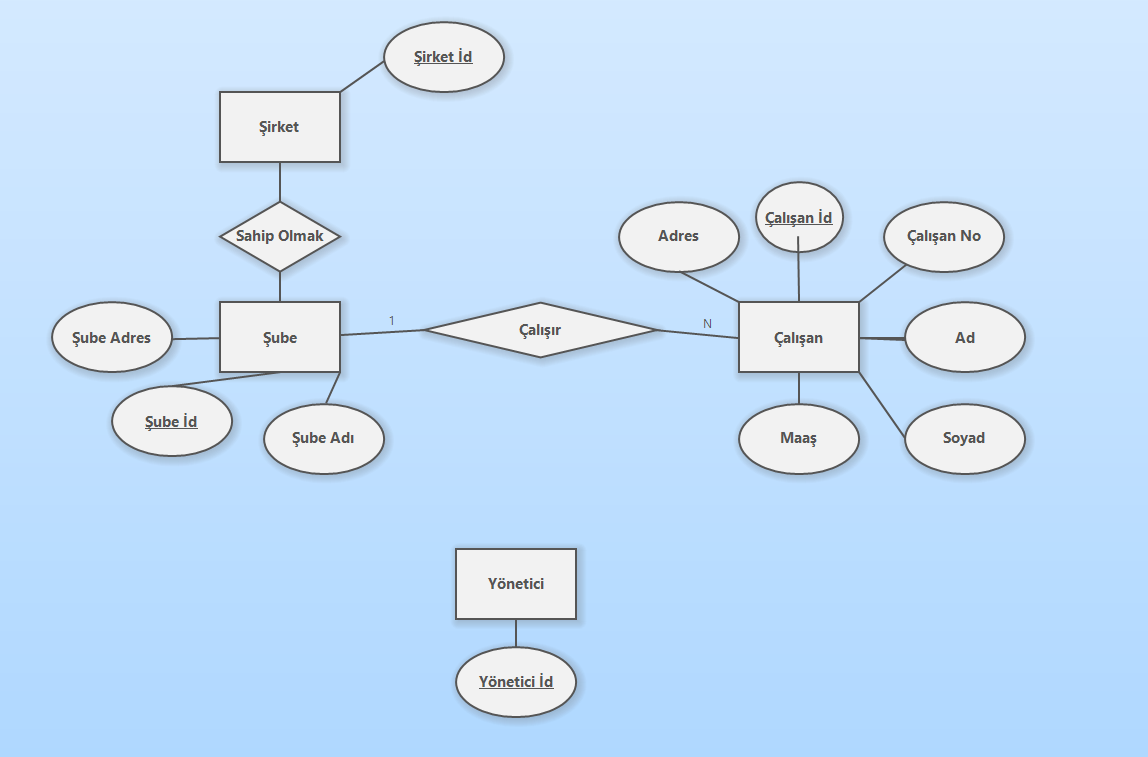 Şirket İd
Şirket
Sahip Olmak
Çalışan İd
Adres
Çalışan No
Şube Adres
Şube
1
Çalışır
N
Çalışan
Ad
Şube İd
Şube Adı
Maaş
Soyad
Yönetici
Yönetici İd